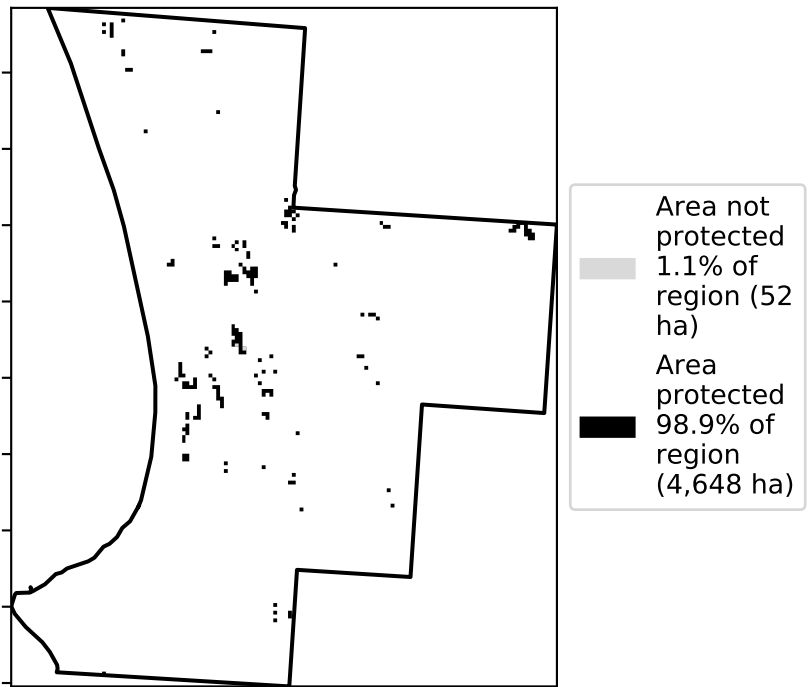 Area not
protected
1.1% of
region (52
ha)
Area
protected
98.9% of
region
(4,648 ha)